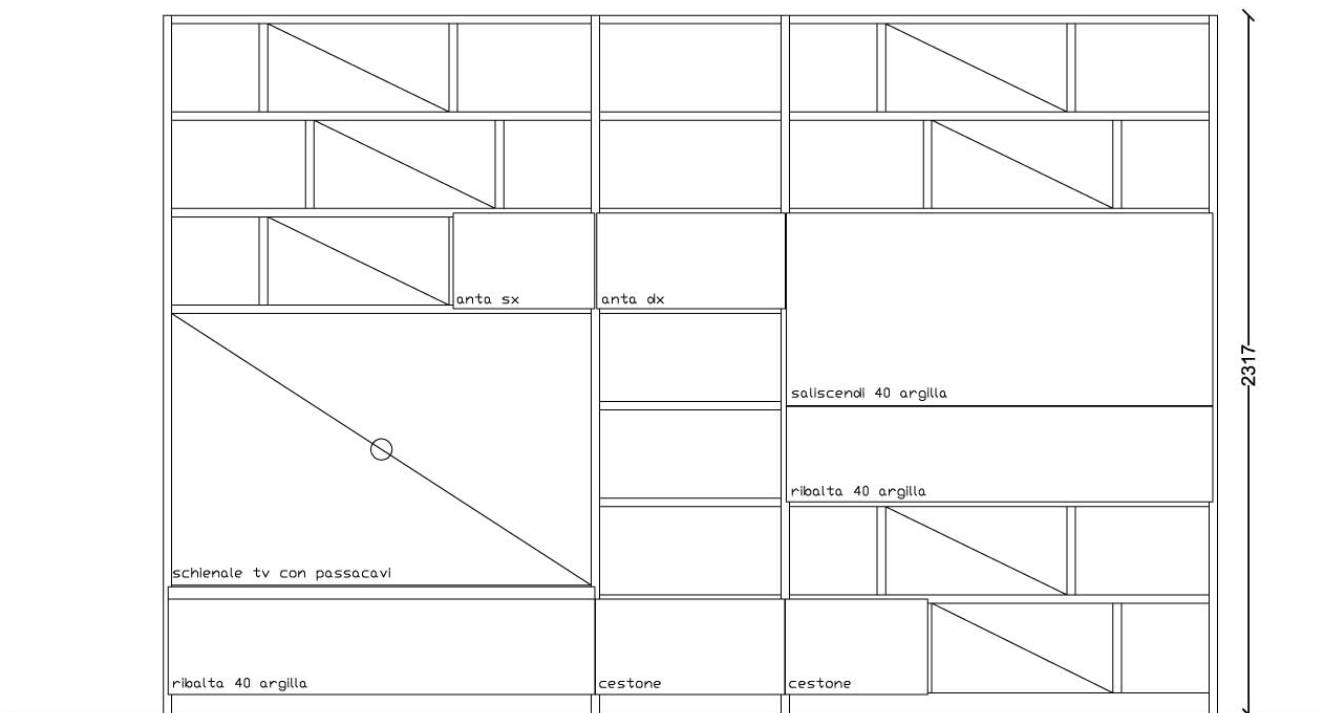 anta sx
anta dx
2317
saliscendi 40 argilla
ribalta 40 argilla
schienale tv con passacavi
ribalta 40 argilla
cestone
cestone